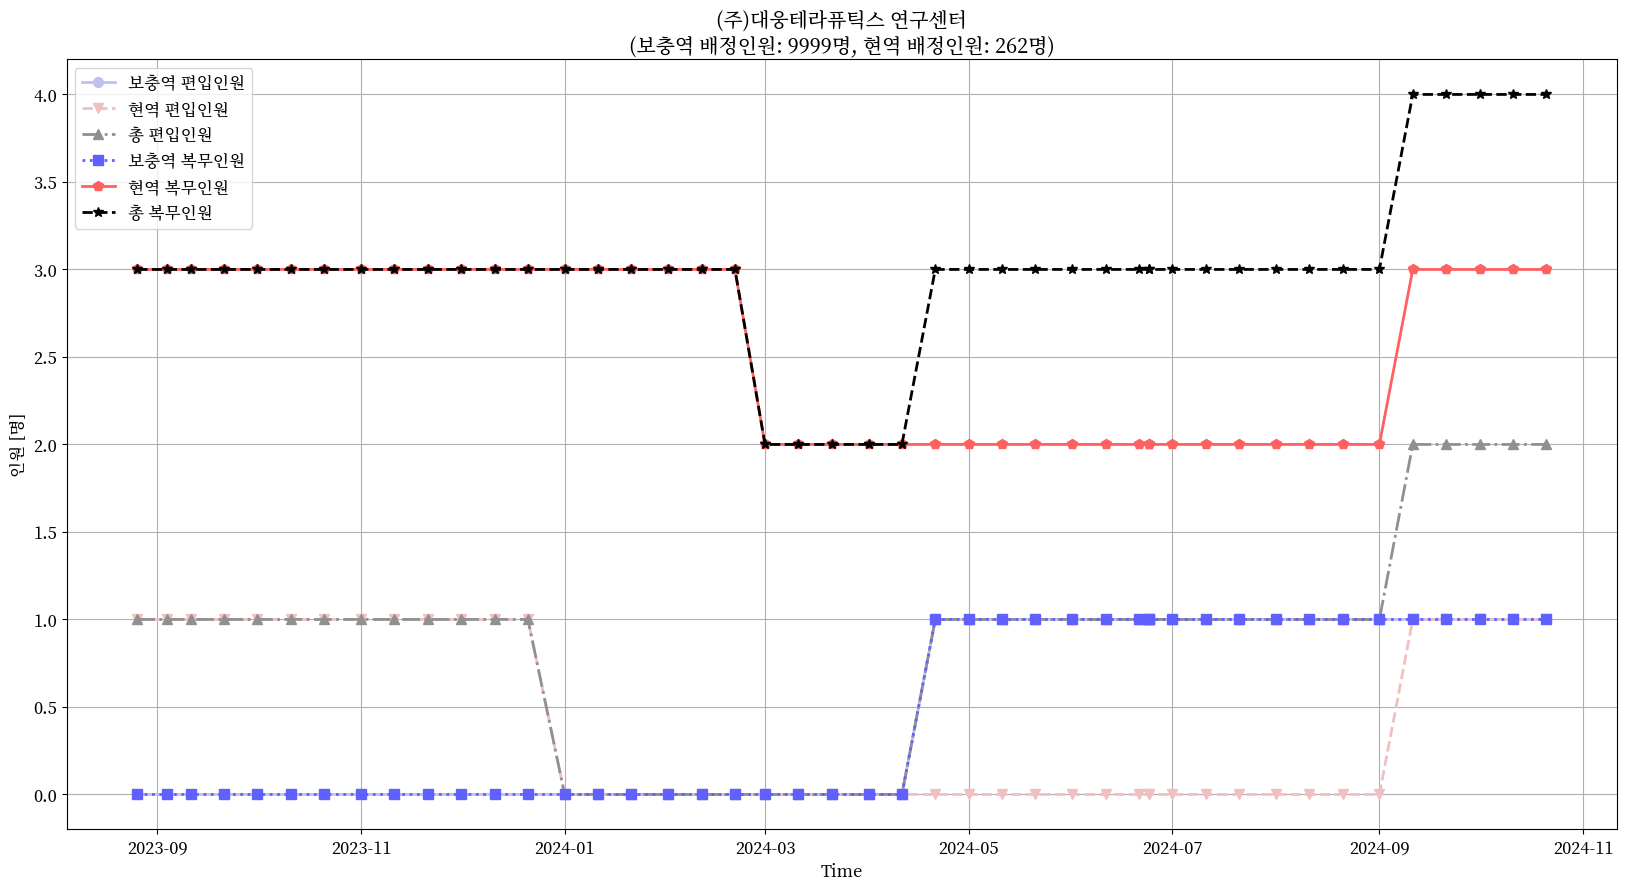 (주)대웅테라퓨틱스 연구센터
(보충역 배정인원: 9999명, 현역 배정인원: 262명)
보충역 편입인원
현역 편입인원
총 편입인원
보충역 복무인원
현역 복무인원
총 복무인원
4.0
3.5
3.0
2.5
2.0
1.5
1.0
0.5
0.0
인원 [명]
2023-09 2023-11 2024-01 2024-03 2024-05 2024-07 2024-09 2024-11
Time